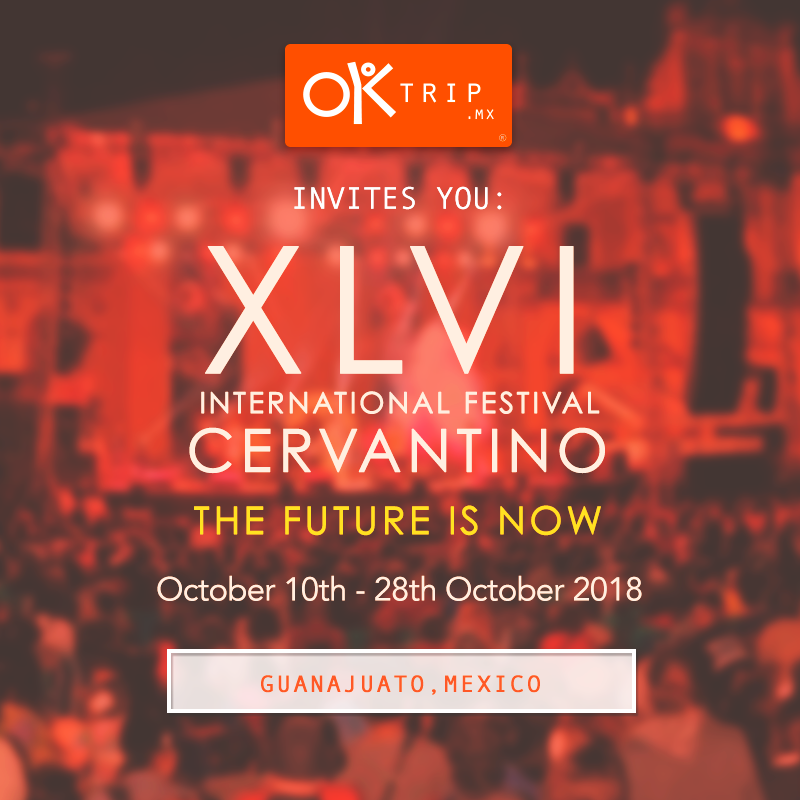 OK TRIP
.MX
®
INVITES YOU:
XLVI
INTERNATIONAL FESTIVAL
CERVANTINO
THE FUTURE IS NOW
October 10th - 28th October 2018
GUANAJUATO,MEXICO